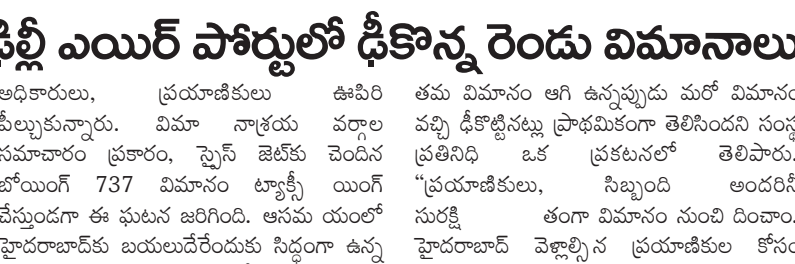 ఢిల్లీ ఎయిర్ పోర్టులో ఢీకొన్న రెండు విమానాలు
అధికారులు, ప్రయాణికులు ఊపిరి
పీల్చుకున్నారు. విమా నాశ్రయ వర్గాల
సమాచారం ప్రకారం, స్పైస్ జెట్‌కు చెందిన
బోయింగ్ 737 విమానం ట్యాక్సీ యింగ్
చేస్తుండగా ఈ ఘటన జరిగింది. ఆసమ యంలో
హైదరాబాద్‌కు బయలుదేరేందుకు సిద్ధంగా ఉన్న
తమ విమానం ఆగి ఉన్నప్పుడు మరో విమానం
వచ్చి ఢీకొట్టినట్లు ప్రాథమికంగా తెలిసిందని సంస్థ
ప్రతినిధి ఒక ప్రకటనలో తెలిపారు.
“ప్రయాణికులు, సిబ్బంది అందరినీ
సురక్షి తంగా విమానం నుంచి దించాం.
హైదరాబాద్ వెళ్లాల్సిన ప్రయాణికుల కోసం